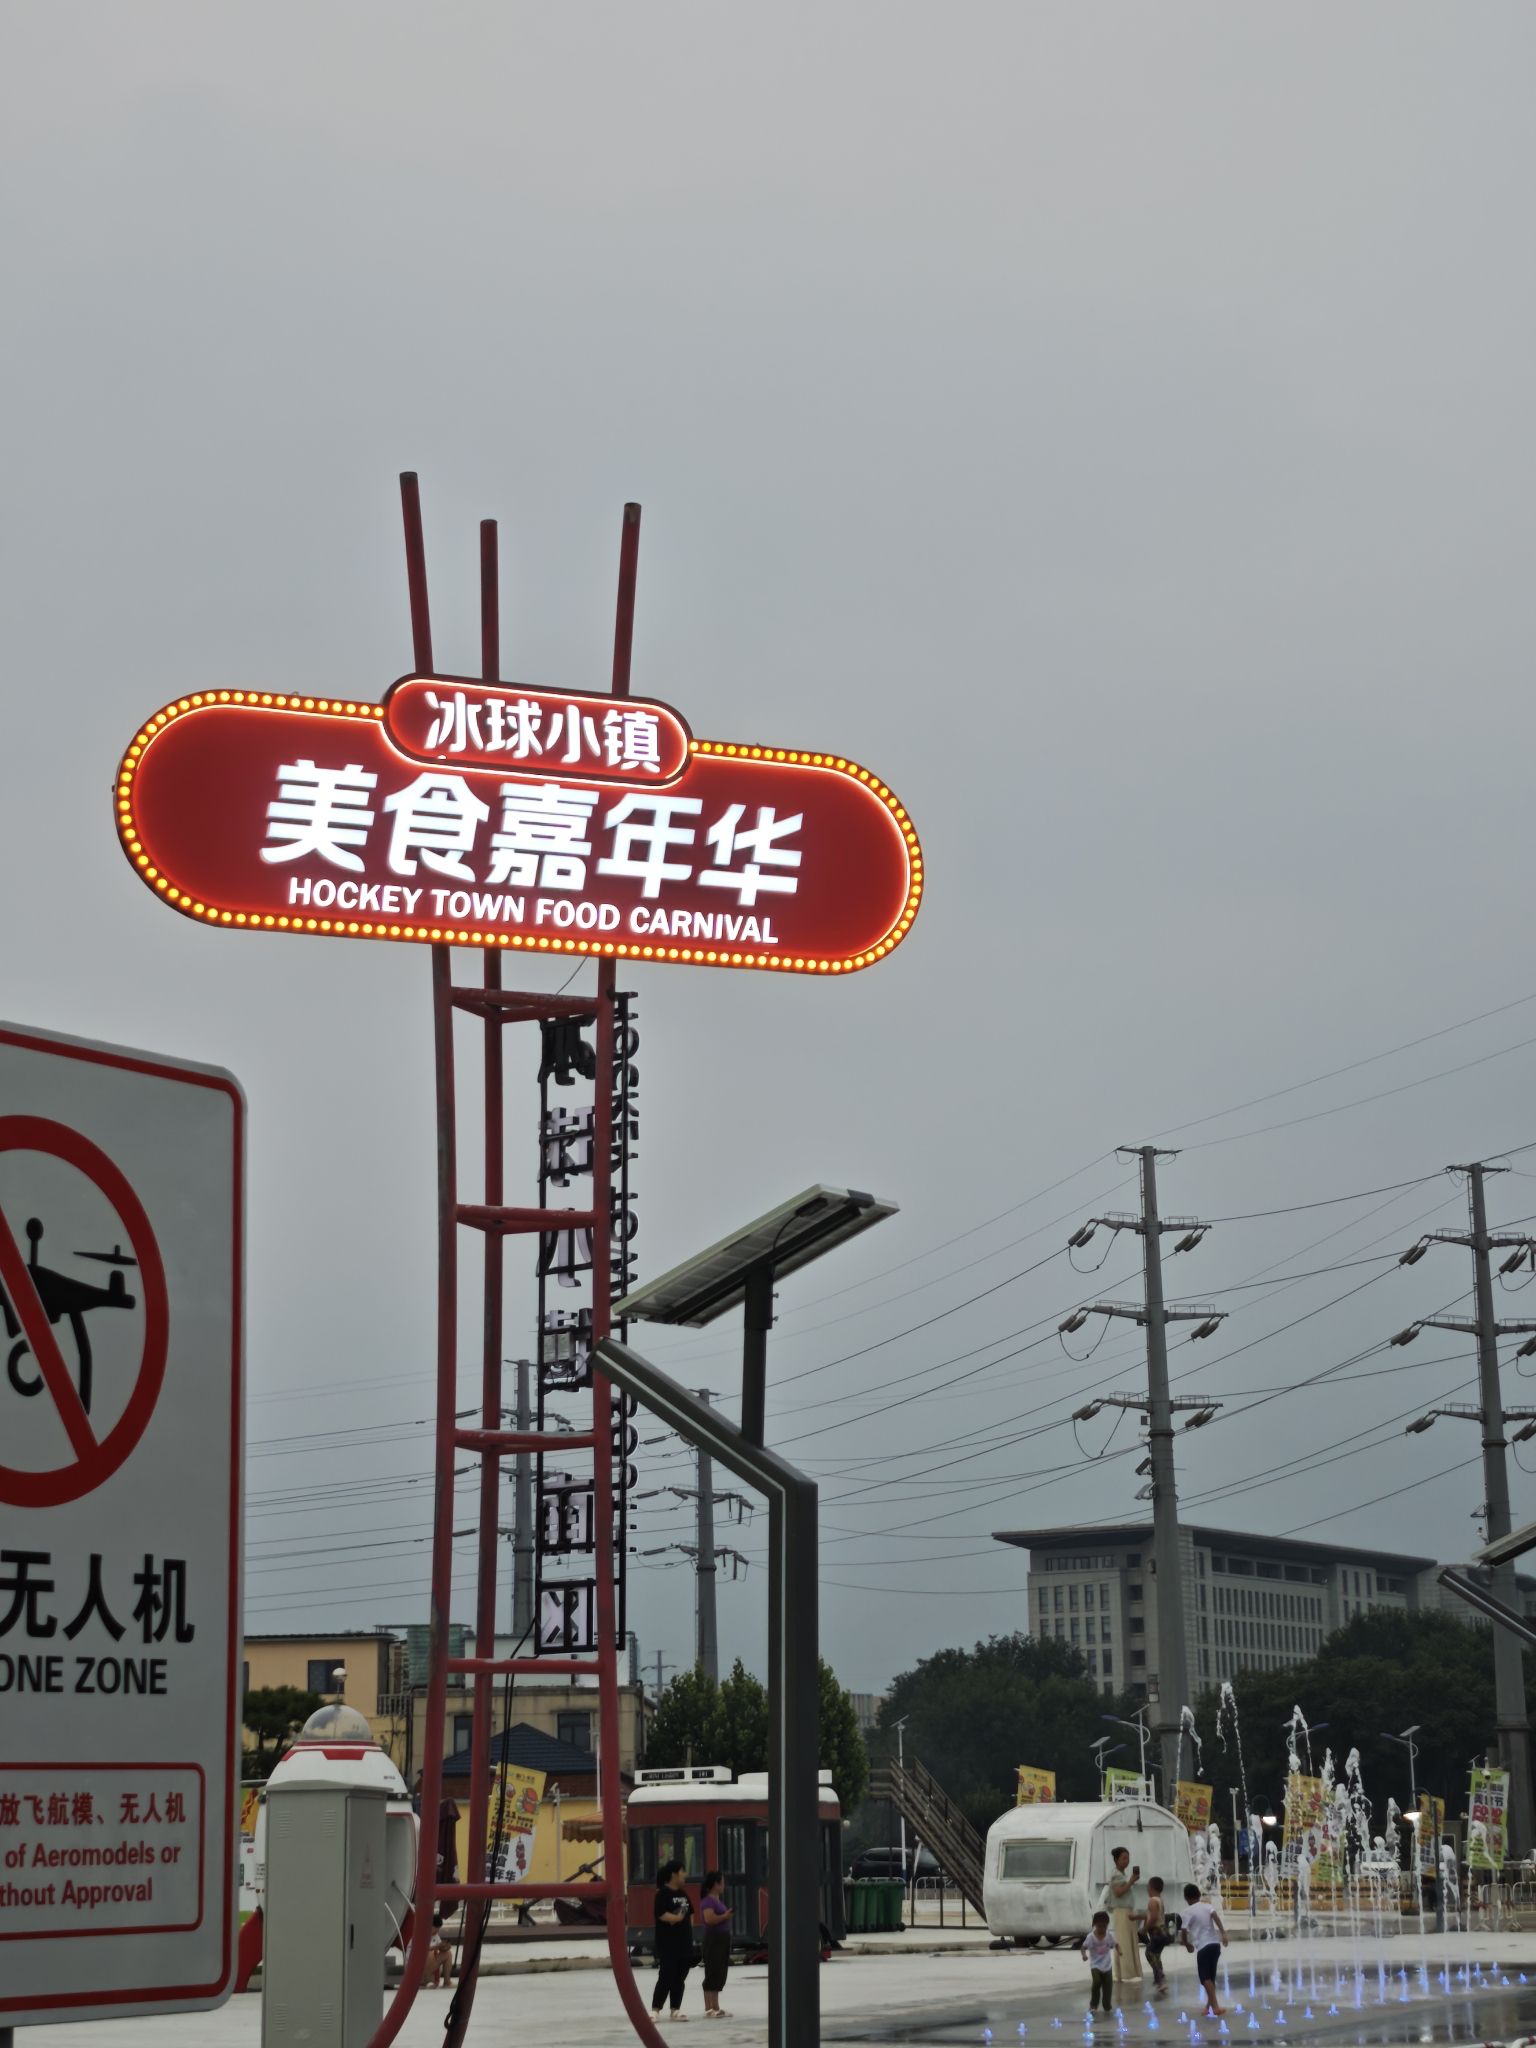 冰球小镇
美食嘉年华
HOCKEY TOWN FOOD CARNIVAL
无人机
ONE ZONE
放飞航模、无人机
of Aeromodels or
thout Approval